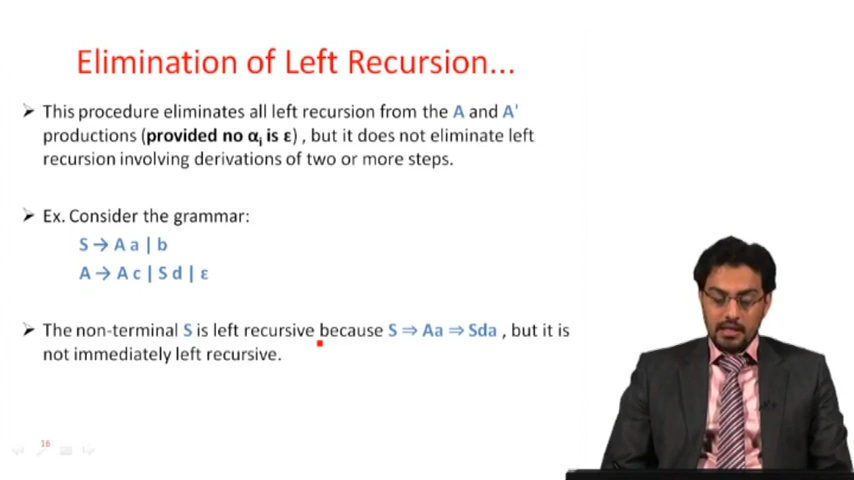 Elimination of Left Recursion...
➢ This procedure eliminates all left recursion from the A and A'
productions (provided no αi is ε) , but it does not eliminate left
recursion involving derivations of two or more steps.
➢ Ex. Consider the grammar:
S → A a | b
A → A c | S d | ε
➢ The non-terminal S is left recursive because S ⇒ Aa ⇒ Sda , but it is
not immediately left recursive.
16